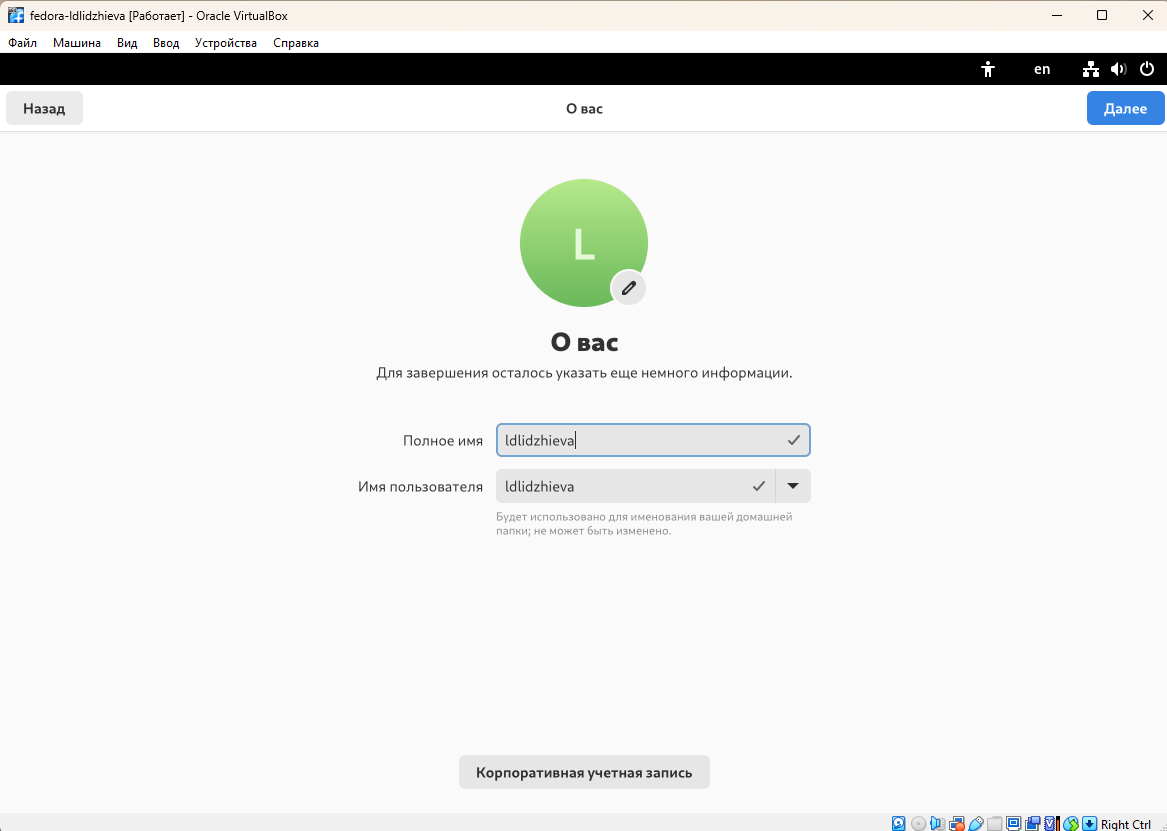 fedora-ldlidzhieva [Работает] - Oracle VirtualBox
Файл Машина Вид Ввод Устройства Справка
en
Назад
О вас
Далее
L
О вас
Для завершения осталось указать еще немного информации.
Полное имя ldlidzhieva
Имя пользователя ldlidzhieva
Будет использовано для именования вашей домашней
папки; не может быть изменено.
Корпоративная учетная запись
Right Ctrl